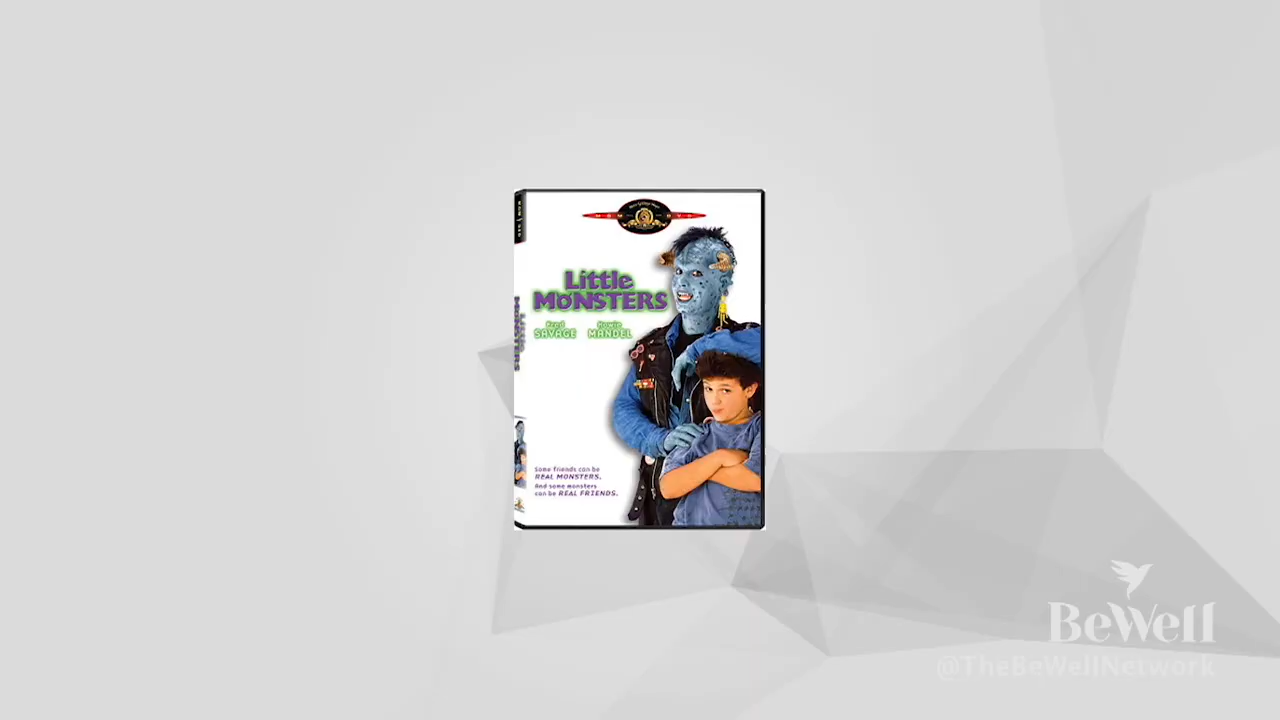 Little
MONSTERS
Fred
SAVAGE
Howie
MANDEL
Some friends can be
REAL MONSTERS.
And some monsters
can be REAL FRIENDS.
BeWell
@TheBeWellNetwork